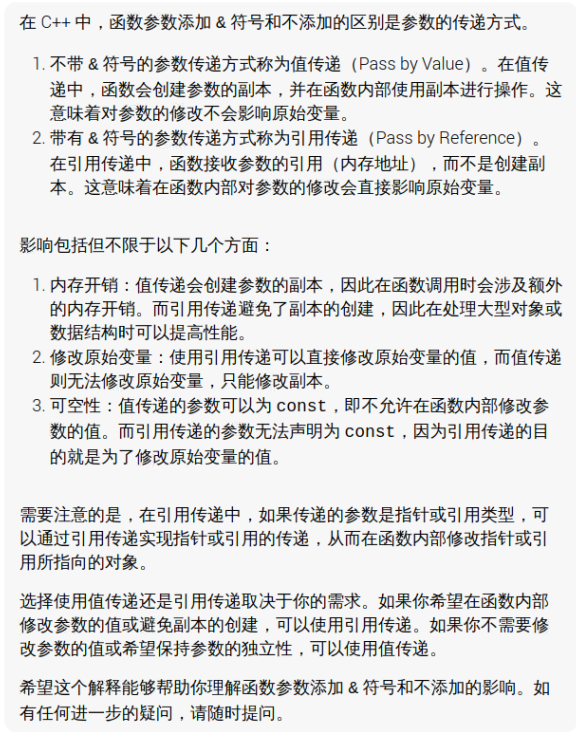 在 C++ 中，函数参数添加 & 符号和不添加的区别是参数的传递方式。
1. 不带 & 符号的参数传递方式称为值传递（Pass by Value）。在值传
递中，函数会创建参数的副本，并在函数内部使用副本进行操作。这
意味着对参数的修改不会影响原始变量。
2. 带有 & 符号的参数传递方式称为引用传递（Pass by Reference）。
在引用传递中，函数接收参数的引用（内存地址），而不是创建副
本。这意味着在函数内部对参数的修改会直接影响原始变量。
影响包括但不限于以下几个方面：
1. 内存开销：值传递会创建参数的副本，因此在函数调用时会涉及额外
的内存开销。而引用传递避免了副本的创建，因此在处理大型对象或
数据结构时可以提高性能。
2. 修改原始变量：使用引用传递可以直接修改原始变量的值，而值传递
则无法修改原始变量，只能修改副本。
3. 可空性：值传递的参数可以为 const，即不允许在函数内部修改参
数的值。而引用传递的参数无法声明为 const，因为引用传递的目
的就是为了修改原始变量的值。
需要注意的是，在引用传递中，如果传递的参数是指针或引用类型，可
以通过引用传递实现指针或引用的传递，从而在函数内部修改指针或引
用所指向的对象。
选择使用值传递还是引用传递取决于你的需求。如果你希望在函数内部
修改参数的值或避免副本的创建，可以使用引用传递。如果你不需要修
改参数的值或希望保持参数的独立性，可以使用值传递。
希望这个解释能够帮助你理解函数参数添加 & 符号和不添加的影响。如
有任何进一步的疑问，请随时提问。